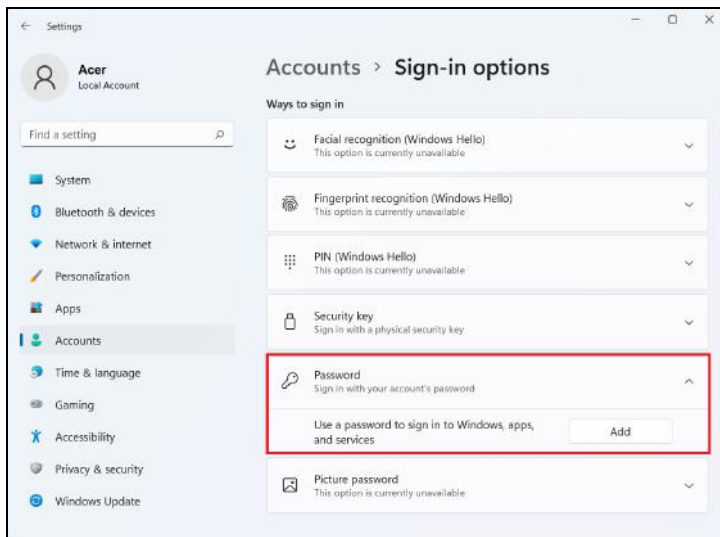 Settings
Acer
Local Account
Find a setting
System
Bluetooth & devices
Network & internet
Personalization
Apps
Accounts
Time & language
Gaming
Accessibility
Privacy & security
Windows Update
Accounts > Sign-in options
Ways to sign in
Facial recognition (Windows Hello)
This option is currently unavailable
Fingerprint recognition (Windows Hello)
This option is currently unavailable
PIN (Windows Hello)
This option is currently unavailable
Security key
Sign in with a physical security key
Password
Sign in with your account's password
Use a password to sign in to Windows, apps,
and services
Add
Picture password
This option is currently unavailable